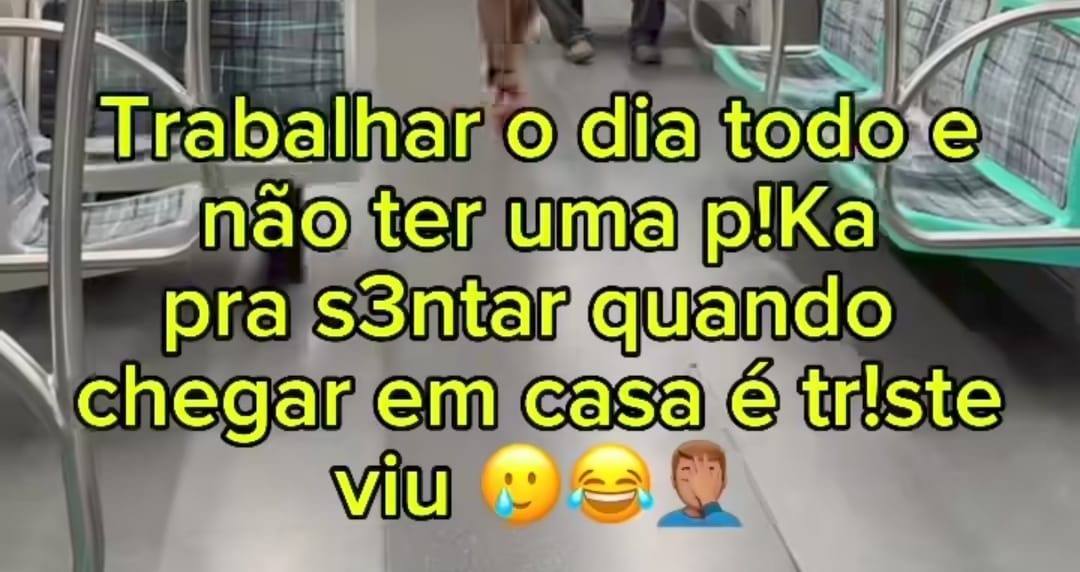 Trabalhar o dia todo e
não ter uma p!Ka
pra s3ntar quando
chegar em casa é tr!ste
viu 🥲😂🤦🏽‍♂️